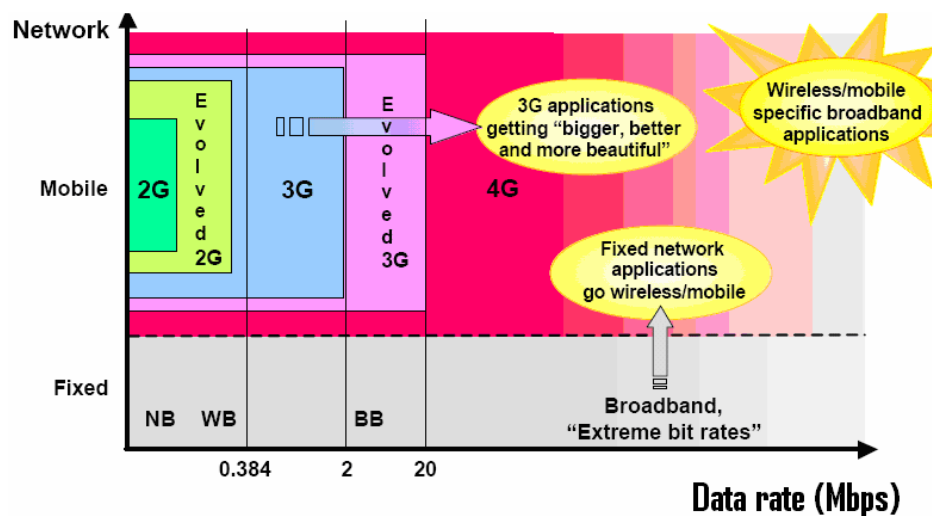 Network
Mobile
Fixed
2G
Evolved
2G
3G
Evolved
3G
4G
3G applications
getting “bigger, better
and more beautiful”
Wireless/mobile
specific broadband
applications
Fixed network
applications
go wireless/mobile
Broadband,
“Extreme bit rates”
NB
WB
BB
0.384
2
20
Data rate (Mbps)